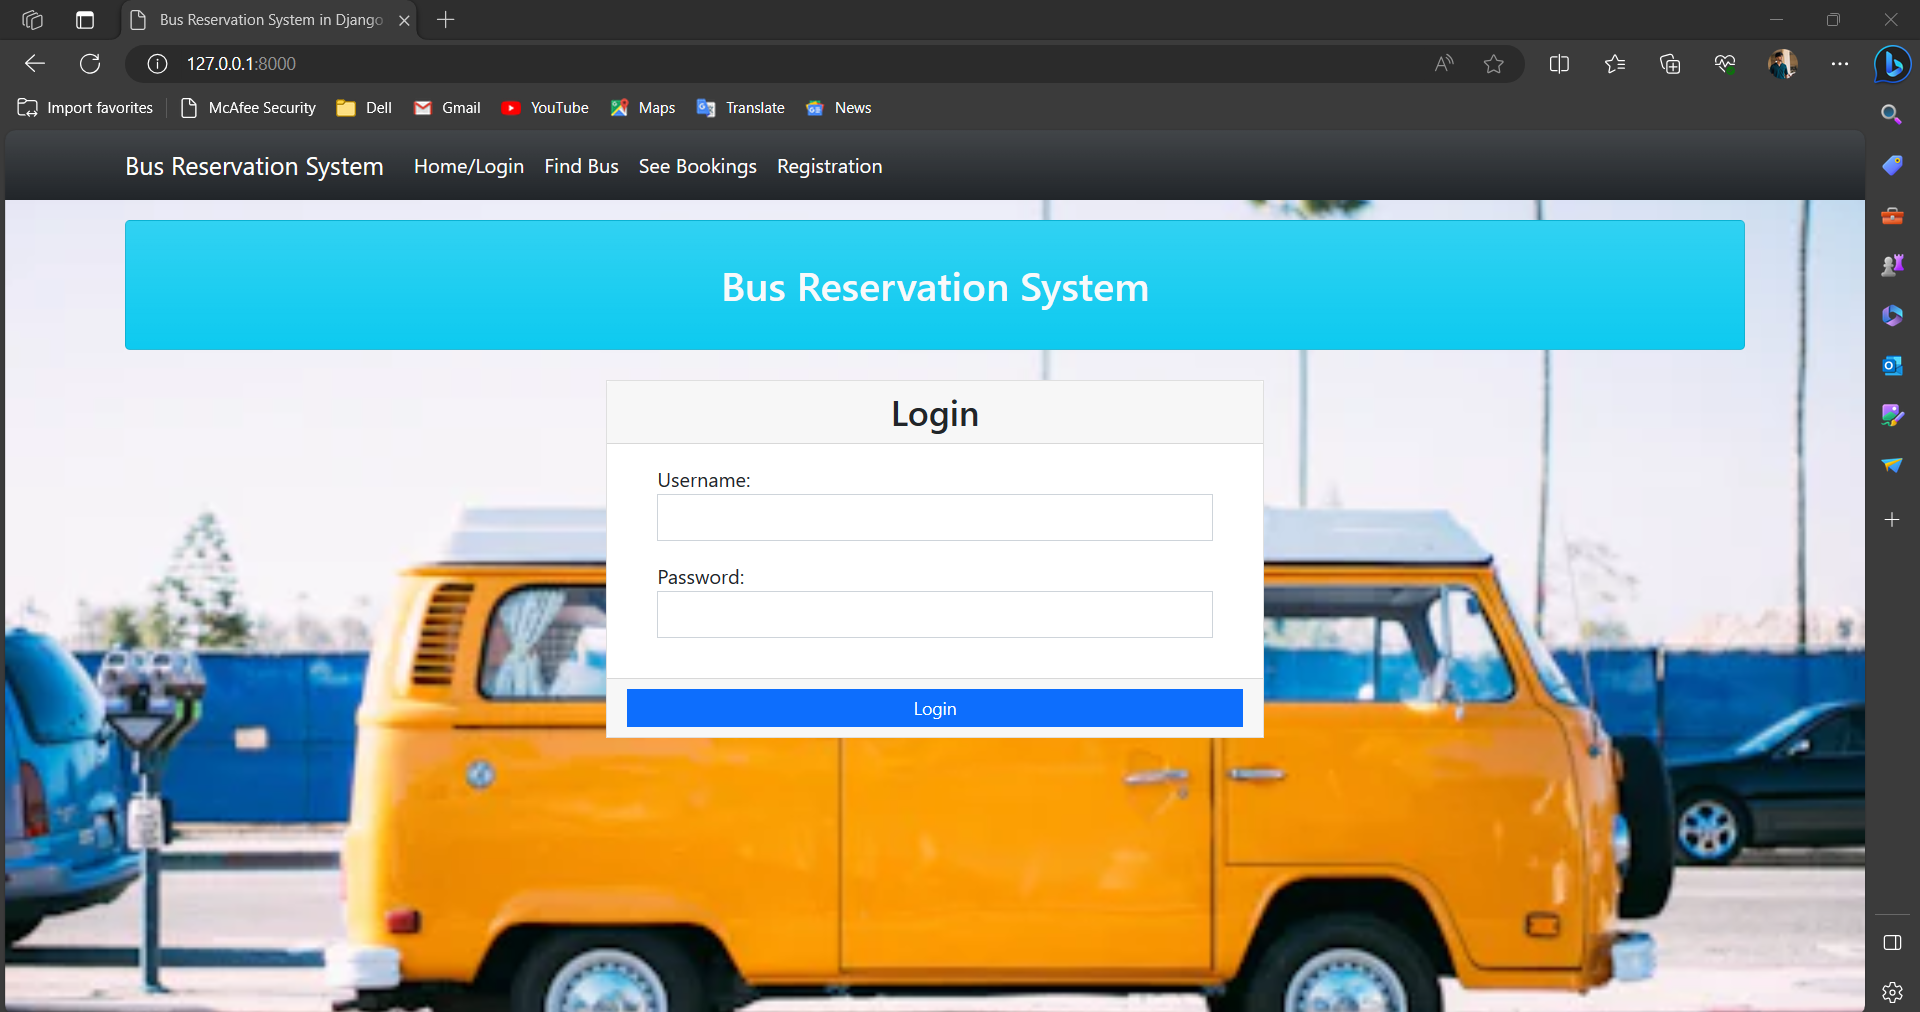 Bus Reservation System in Django
127.0.0.1:8000
Import favorites McAfee Security Dell Gmail YouTube Maps Translate News
Bus Reservation System Home/Login Find Bus See Bookings Registration
Bus Reservation System
Login
Username:
Password:
Login